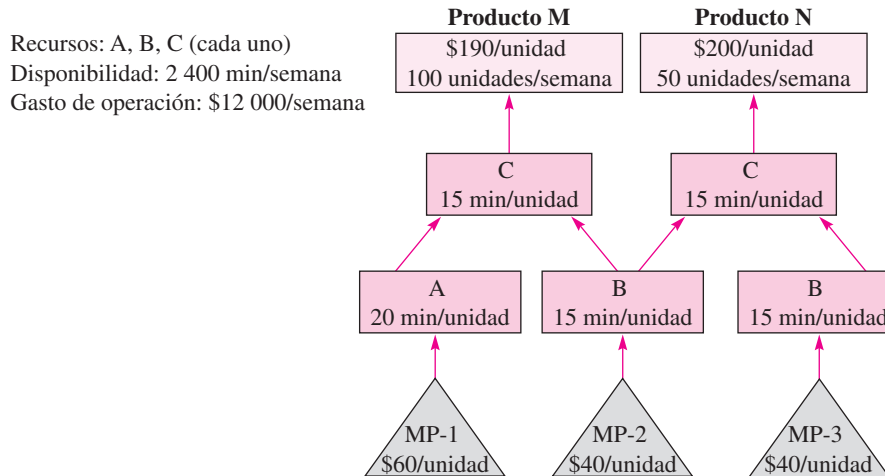 Recursos: A, B, C (cada uno)
Disponibilidad: 2 400 min/semana
Gasto de operación: $12 000/semana
Producto M
$190/unidad
100 unidades/semana
Producto N
$200/unidad
50 unidades/semana
C
15 min/unidad
C
15 min/unidad
A
20 min/unidad
B
15 min/unidad
B
15 min/unidad
MP-1
$60/unidad
MP-2
$40/unidad
MP-3
$40/unidad